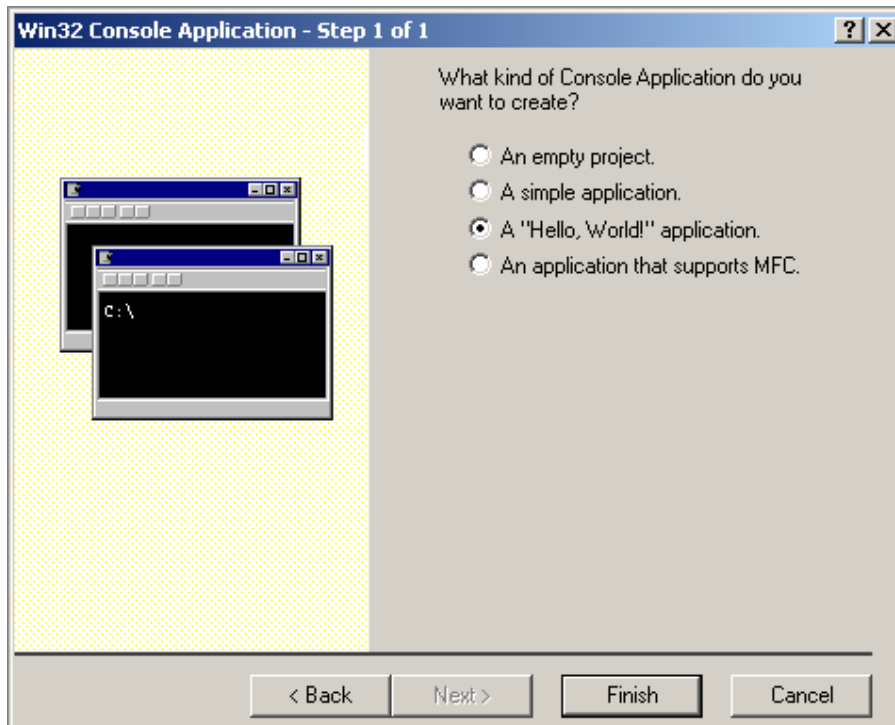 Win32 Console Application - Step 1 of 1
What kind of Console Application do you
want to create?
An empty project.
A simple application.
A "Hello, World!" application.
An application that supports MFC.
C:\
< Back
Next >
Finish
Cancel